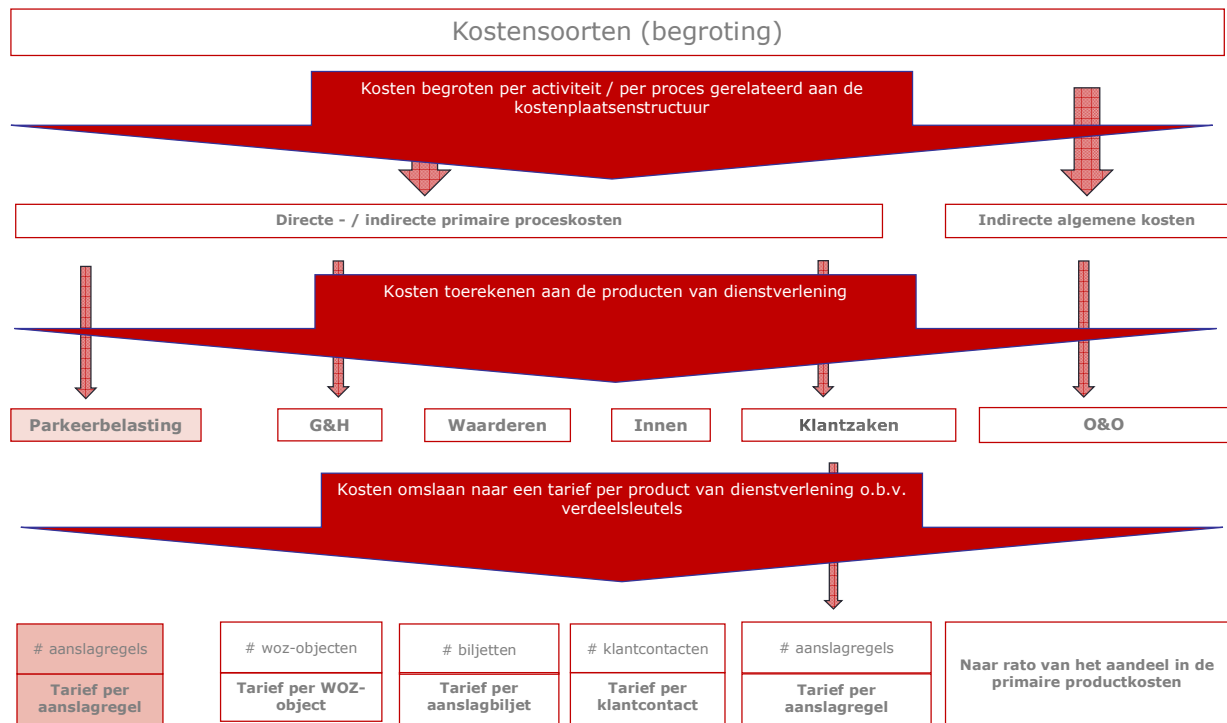 Kostensoorten (begroting)
Kosten begroten per activiteit / per proces gerelateerd aan de
kostenplaatsenstructuur
Directe - / indirecte primaire proceskosten
Indirecte algemene kosten
Kosten toerekenen aan de producten van dienstverlening
Parkeerbelasting
G&H
Waarderen
Innen
Klantzaken
O&O
Kosten omslaan naar een tarief per product van dienstverlening o.b.v.
verdeelsleutels
# aanslagregels
Tarief per
aanslagregel
# woz-objecten
Tarief per WOZ-
object
# biljetten
Tarief per
aanslagbiljet
# klantcontacten
Tarief per
klantcontact
# aanslagregels
Tarief per
aanslagregel
Naar rato van het aandeel in de
primaire productkosten